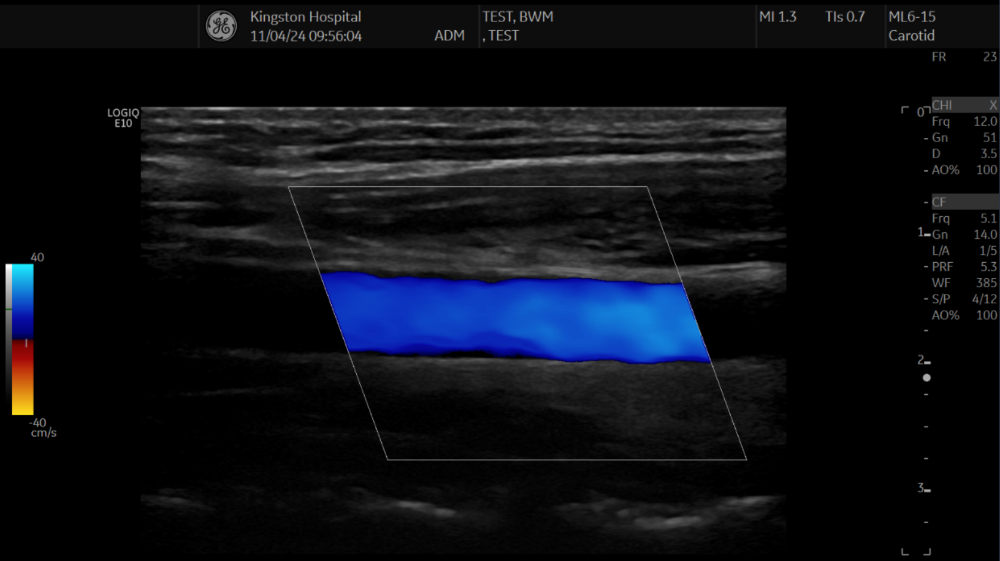 Kingston Hospital
11/04/24 09:56:04 ADM
TEST, BWM
, TEST
MI 1.3 TIs 0.7
ML6-15
Carotid
FR 23
LOGIQ
E10
0
1
2
3
CHI X
Frq 12.0
Gn 51
D 3.5
AO% 100
CF
Frq 5.1
Gn 14.0
L/A 1/5
PRF 5.3
WF 385
S/P 4/12
AO% 100
40
-40
cm/s